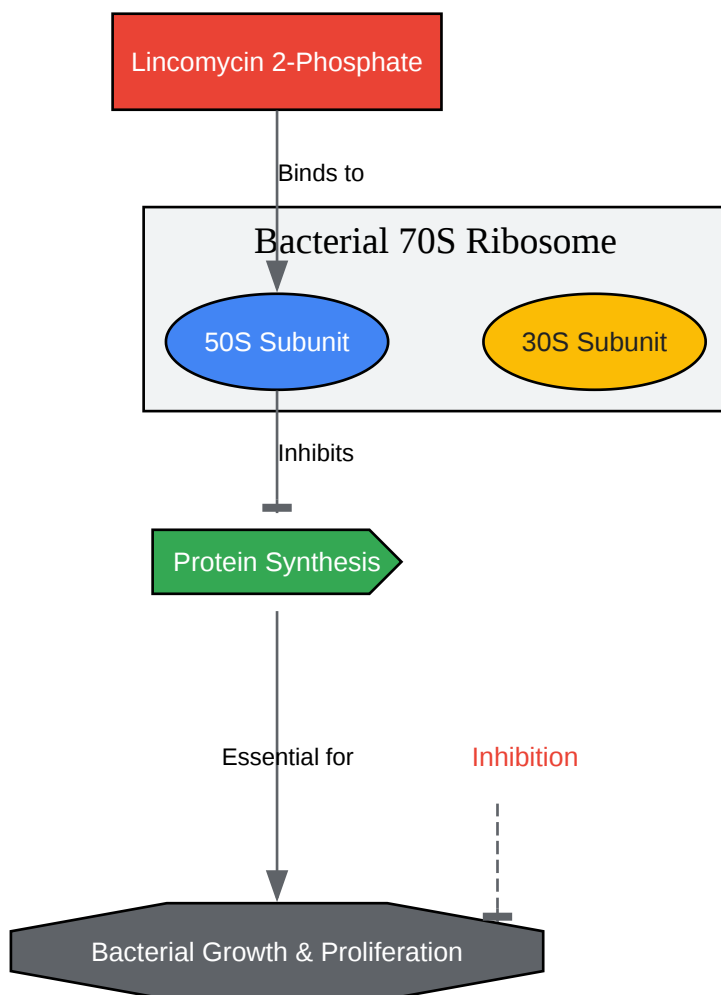 Lincomycin 2-Phosphate
Binds to
Bacterial 70S Ribosome
50S Subunit
30S Subunit
Inhibits
Protein Synthesis
Essential for
Inhibition
Bacterial Growth & Proliferation